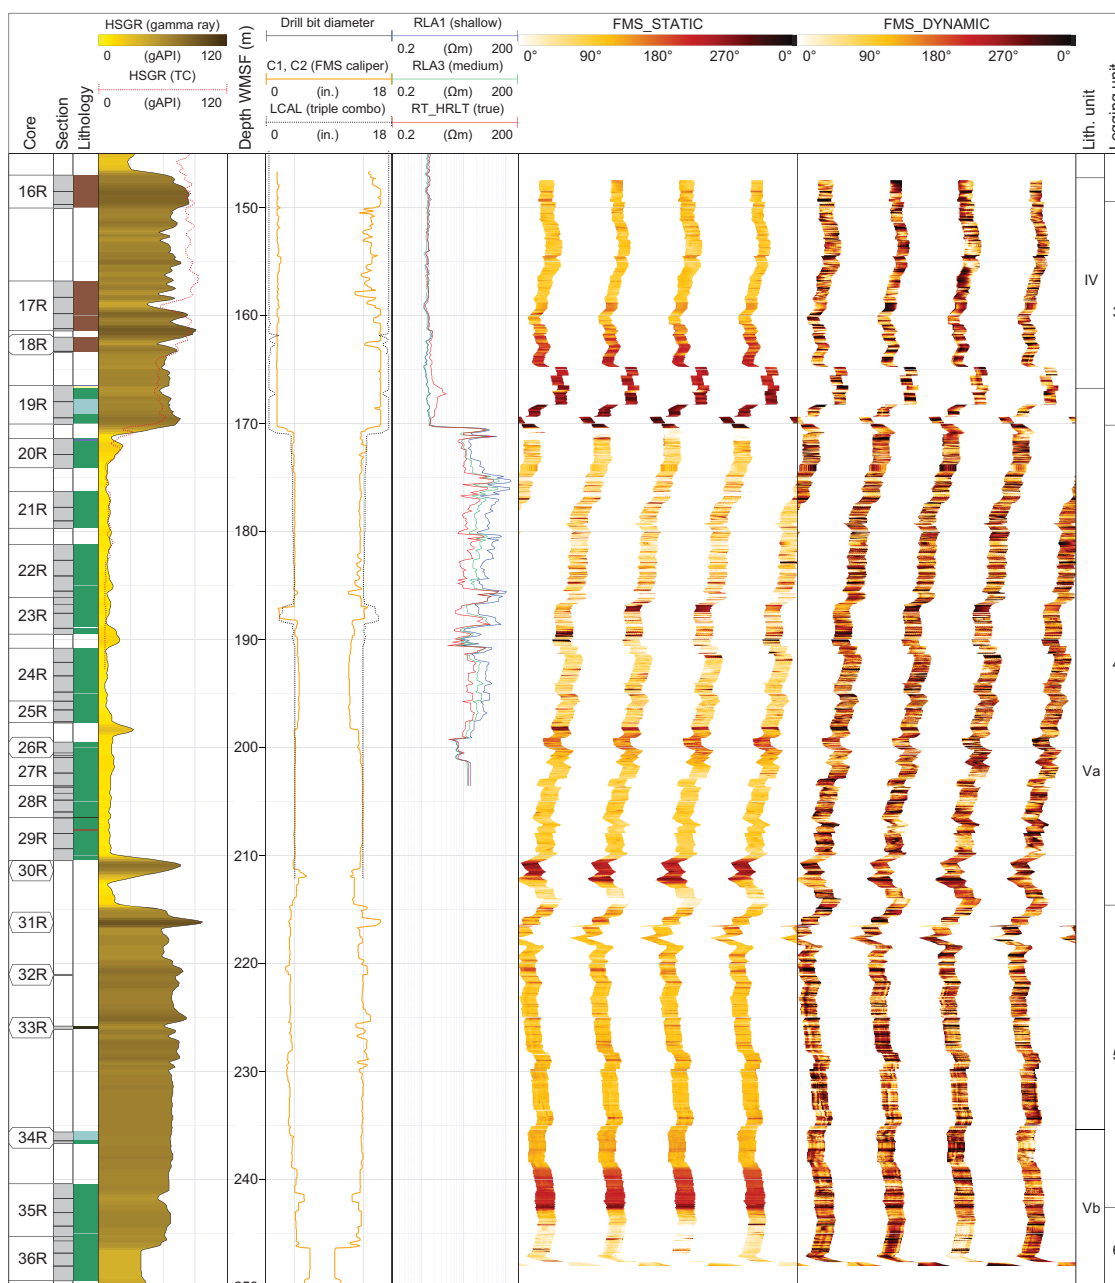 HSGR (gamma ray)
0 (gAPI) 120
HSGR (TC)
0 (gAPI) 120
Core
Section
Lithology
Depth WMSF (m)
Drill bit diameter
C1, C2 (FMS caliper)
0 (in.) 18
LCAL (triple combo)
0 (in.) 18
RLA1 (shallow)
0.2 (Ωm) 200
RLA3 (medium)
0.2 (Ωm) 200
RT_HRLT (true)
0.2 (Ωm) 200
FMS_STATIC
0° 90° 180° 270° 0°
FMS_DYNAMIC
0° 90° 180° 270° 0°
Lith. unit
16R
17R
18R
19R
20R
21R
22R
23R
24R
25R
26R
27R
28R
29R
30R
31R
32R
33R
34R
35R
36R
150
160
170
180
190
200
210
220
230
240
IV
Va
Vb